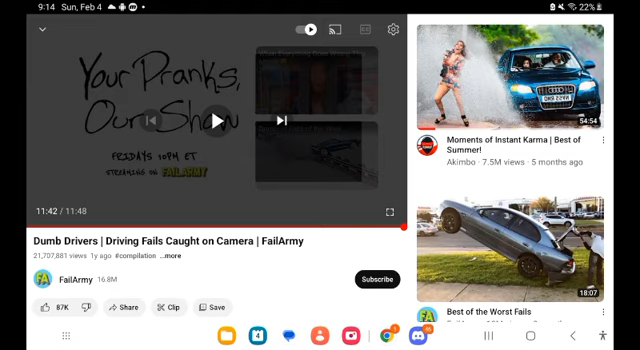 9:14 Sun, Feb 4
22%
Your Pranks,
Our Show
FRIDAYS 10PM ET
STREAMING ON FAILARMY
11:42 / 11:48
Dumb Drivers | Driving Fails Caught on Camera | FailArmy
21,707,881 views 1y ago #compilation ...more
FA
FailArmy 16.8M
Subscribe
87K
Share
Clip
Save
54:54
Moments of Instant Karma | Best of
Summer!
Akimbo · 7.5M views · 5 months ago
18:07
Best of the Worst Fails
4